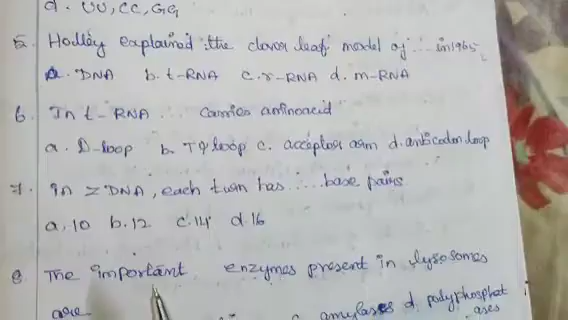 d. UU, CC, GG
5. Holley explained the clover leaf model of ... in 1965
a. DNA b. t-RNA c. r-RNA d. m-RNA
6. In t-RNA ... Carries aminoacid
a. D-loop b. TψLoop c. acceptor arm d. anticodon loop
7. In Z DNA, each turn has .... base pairs
a. 10 b. 12 c. 14 d. 16
8. The important enzymes present in lysosomes
are amylases d. polyphosphat
ases